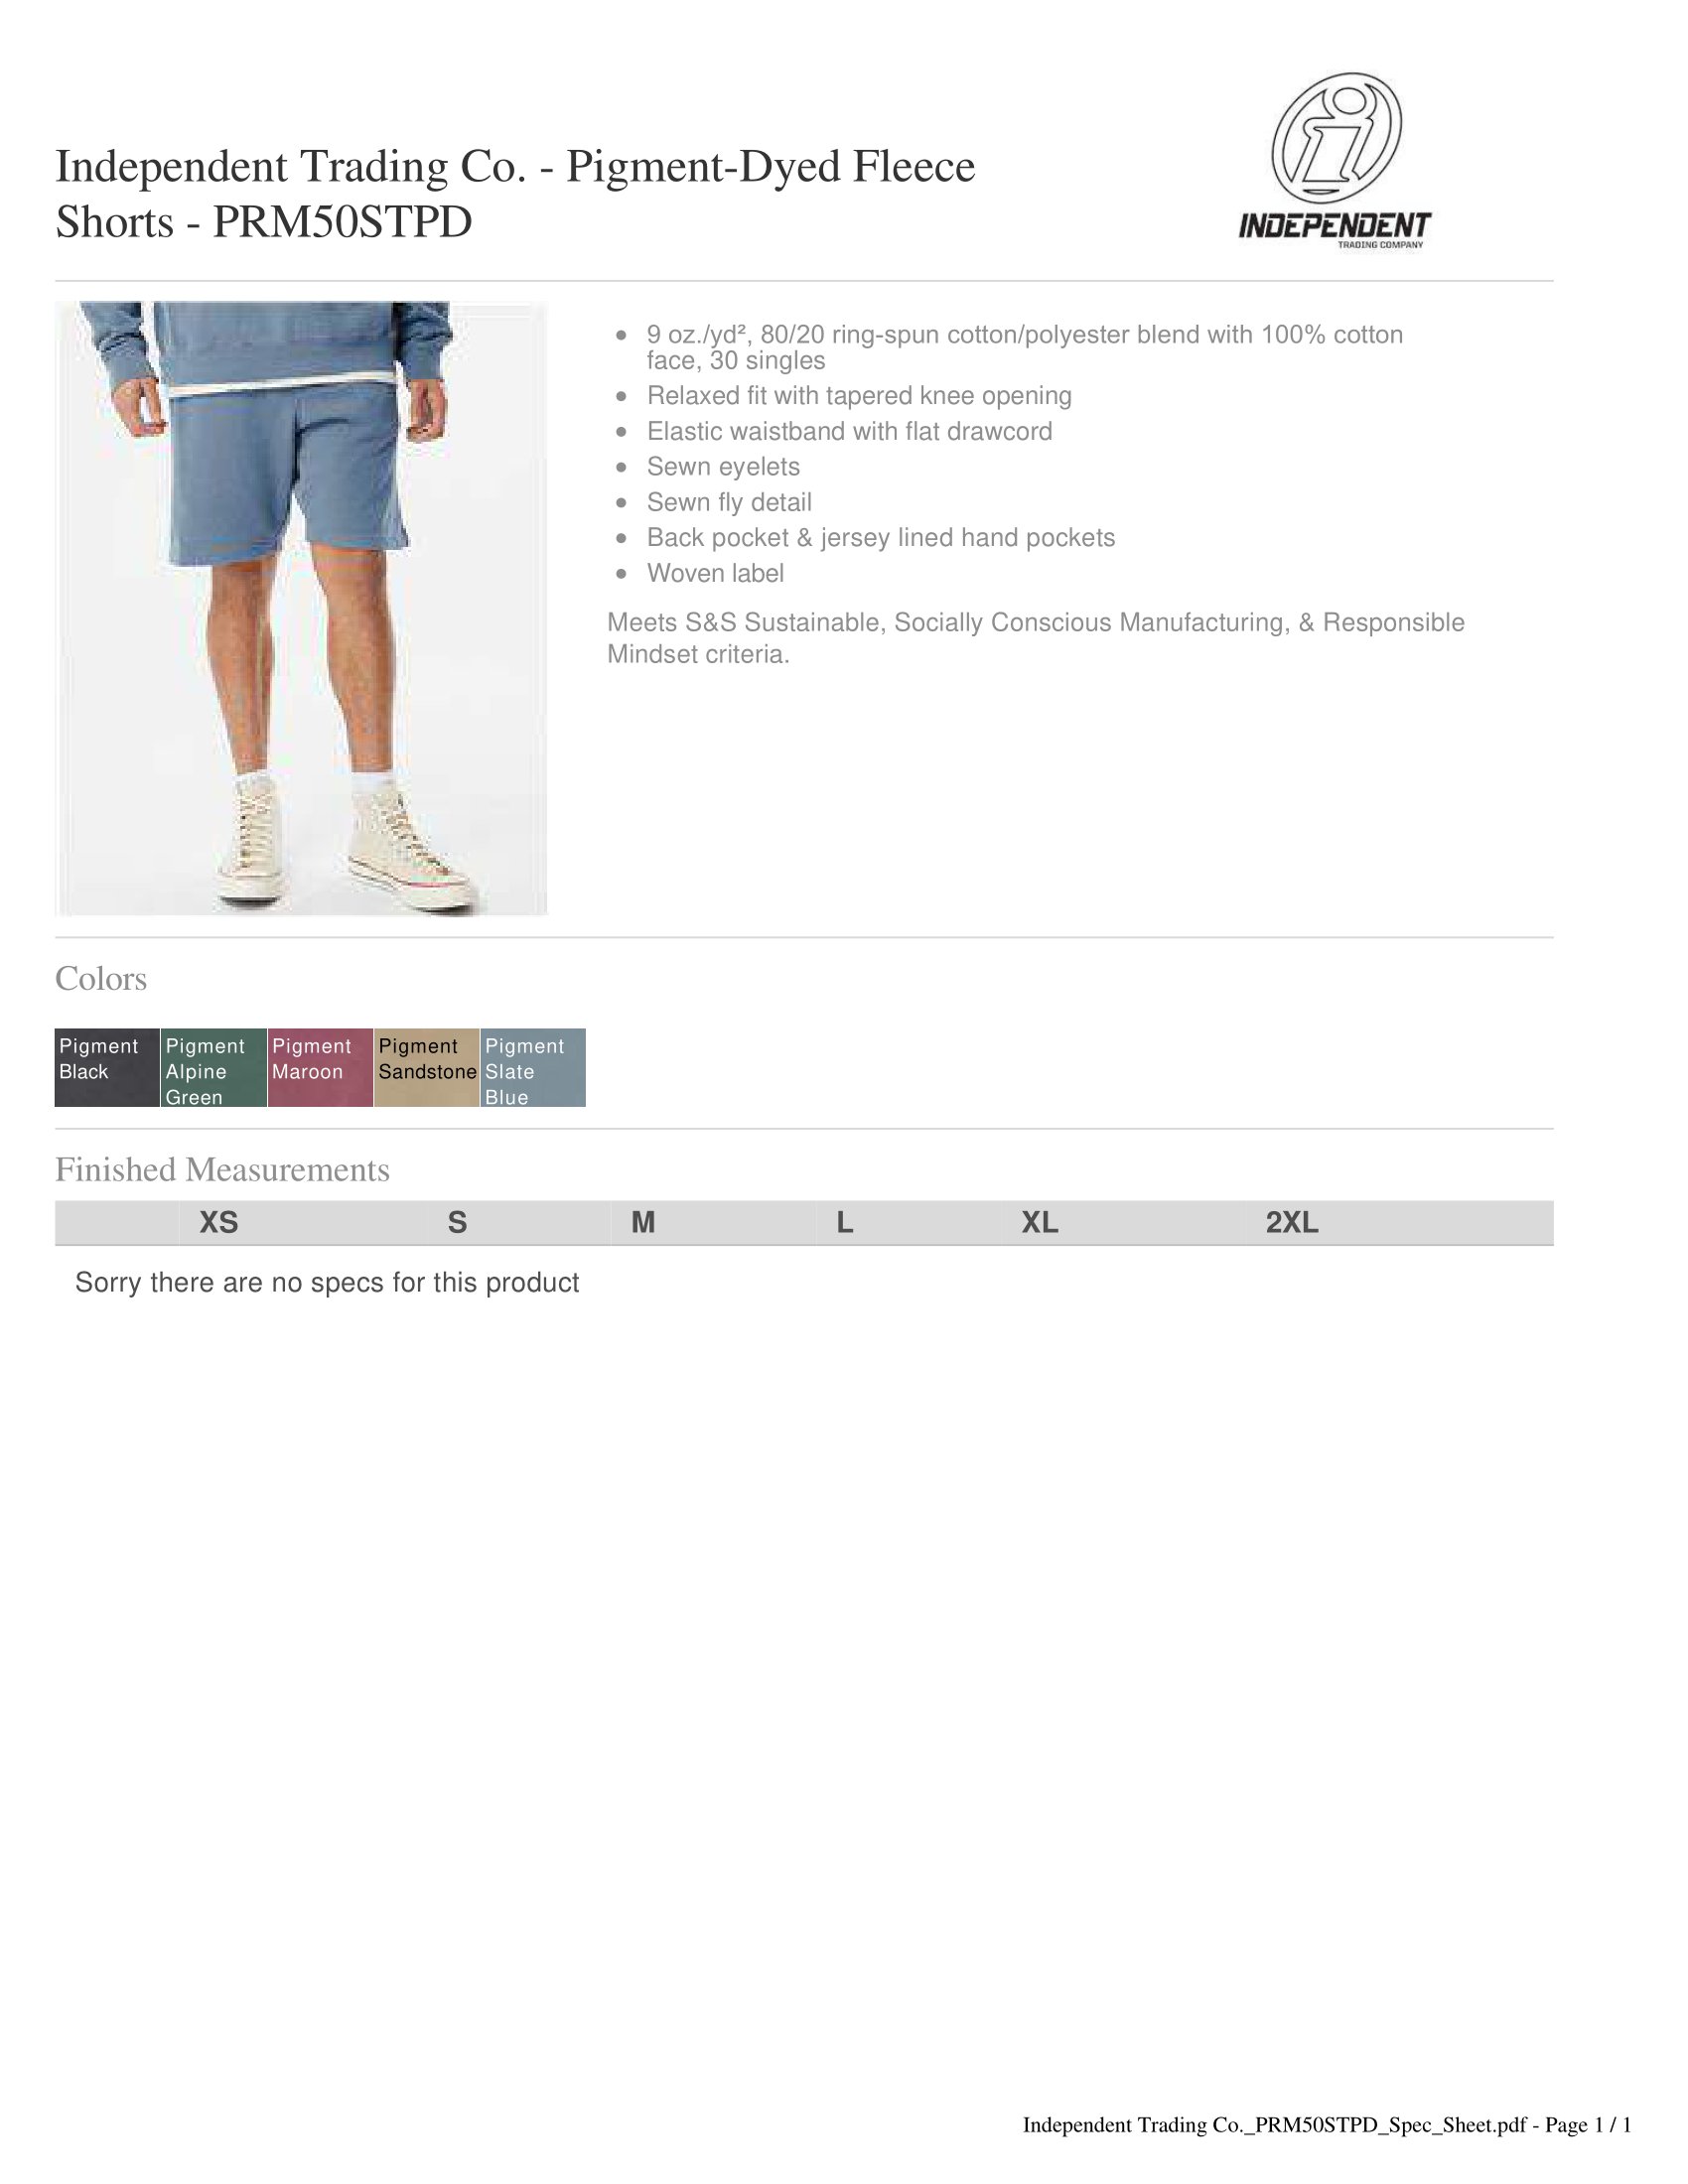 Independent Trading Co. - Pigment-Dyed Fleece
Shorts - PRM50STPD
INDEPENDENT
TRADING COMPANY
• 9 oz./yd², 80/20 ring-spun cotton/polyester blend with 100% cotton
face, 30 singles
• Relaxed fit with tapered knee opening
• Elastic waistband with flat drawcord
• Sewn eyelets
• Sewn fly detail
• Back pocket & jersey lined hand pockets
• Woven label
Meets S&S Sustainable, Socially Conscious Manufacturing, & Responsible
Mindset criteria.
Colors
Pigment
Black
Pigment
Alpine
Green
Pigment
Maroon
Pigment
Sandstone
Pigment
Slate
Blue
Finished Measurements
XS S M L XL 2XL
Sorry there are no specs for this product
Independent Trading Co._PRM50STPD_Spec_Sheet.pdf - Page 1 / 1